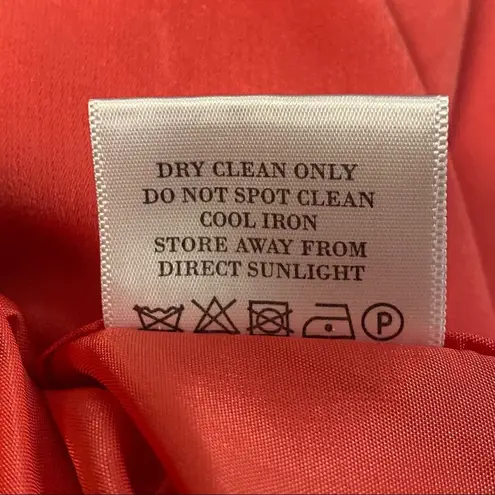 DRY CLEAN ONLY
DO NOT SPOT CLEAN
COOL IRON
STORE AWAY FROM
DIRECT SUNLIGHT
P